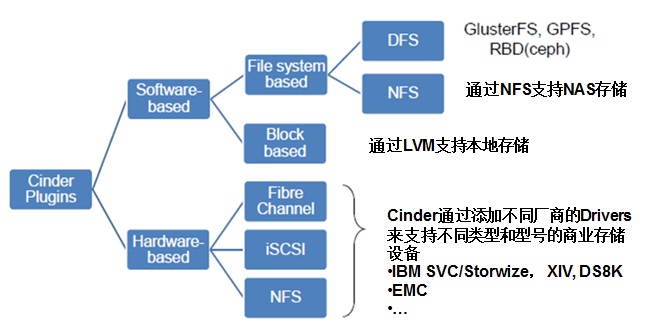 DFS
GlusterFS, GPFS,
RBD(ceph)
File system
based
NFS
通过NFS支持NAS存储
Software-
based
Block
based
通过LVM支持本地存储
Cinder
Plugins
Fibre
Channel
Hardware-
based
iSCSI
NFS
Cinder通过添加不同厂商的Drivers
来支持不同类型和型号的商业存储
设备
•IBM SVC/Storwize， XIV, DS8K
•EMC
•…